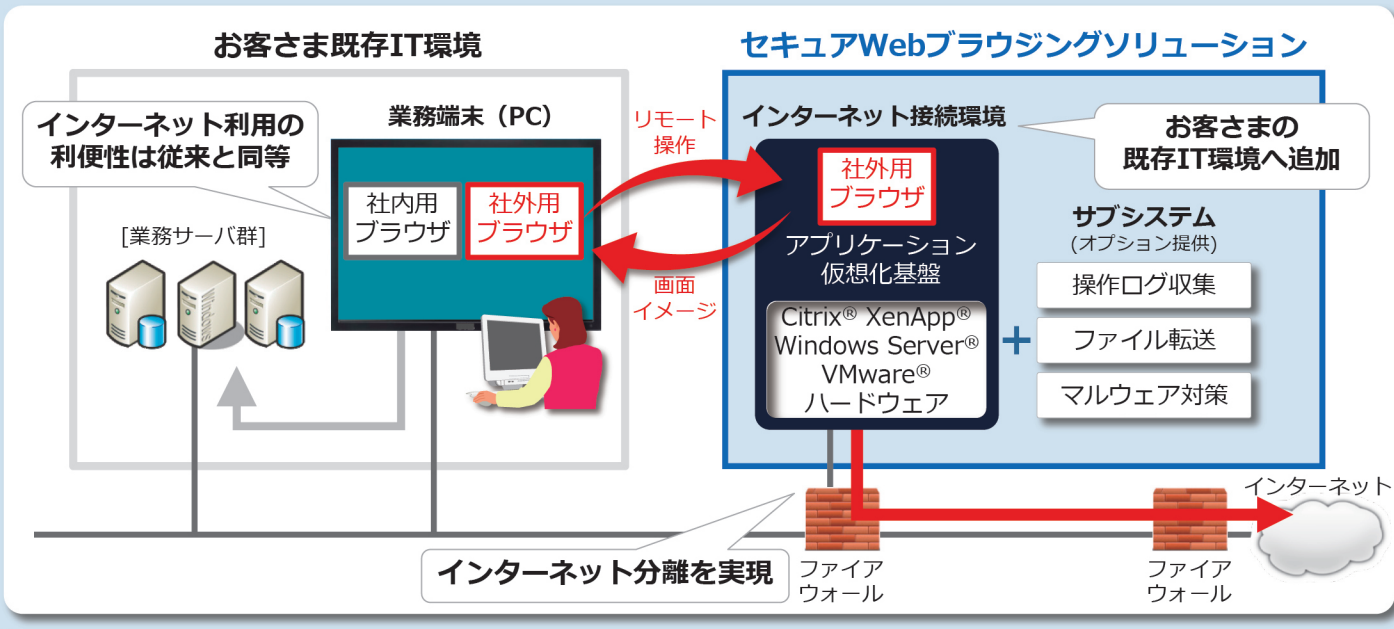 お客さま既存IT環境
インターネット利用の
利便性は従来と同等
業務端末（PC）
社内用
ブラウザ
社外用
ブラウザ
[業務サーバ群]
リモート
操作
画面
イメージ
セキュアWebブラウジングソリューション
インターネット接続環境
お客さまの
既存IT環境へ追加
社外用
ブラウザ
アプリケーション
仮想化基盤
Citrix® XenApp®
Windows Server®
VMware®
ハードウェア
+
サブシステム
(オプション提供)
操作ログ収集
ファイル転送
マルウェア対策
インターネット分離を実現
ファイア
ウォール
ファイア
ウォール
インターネット